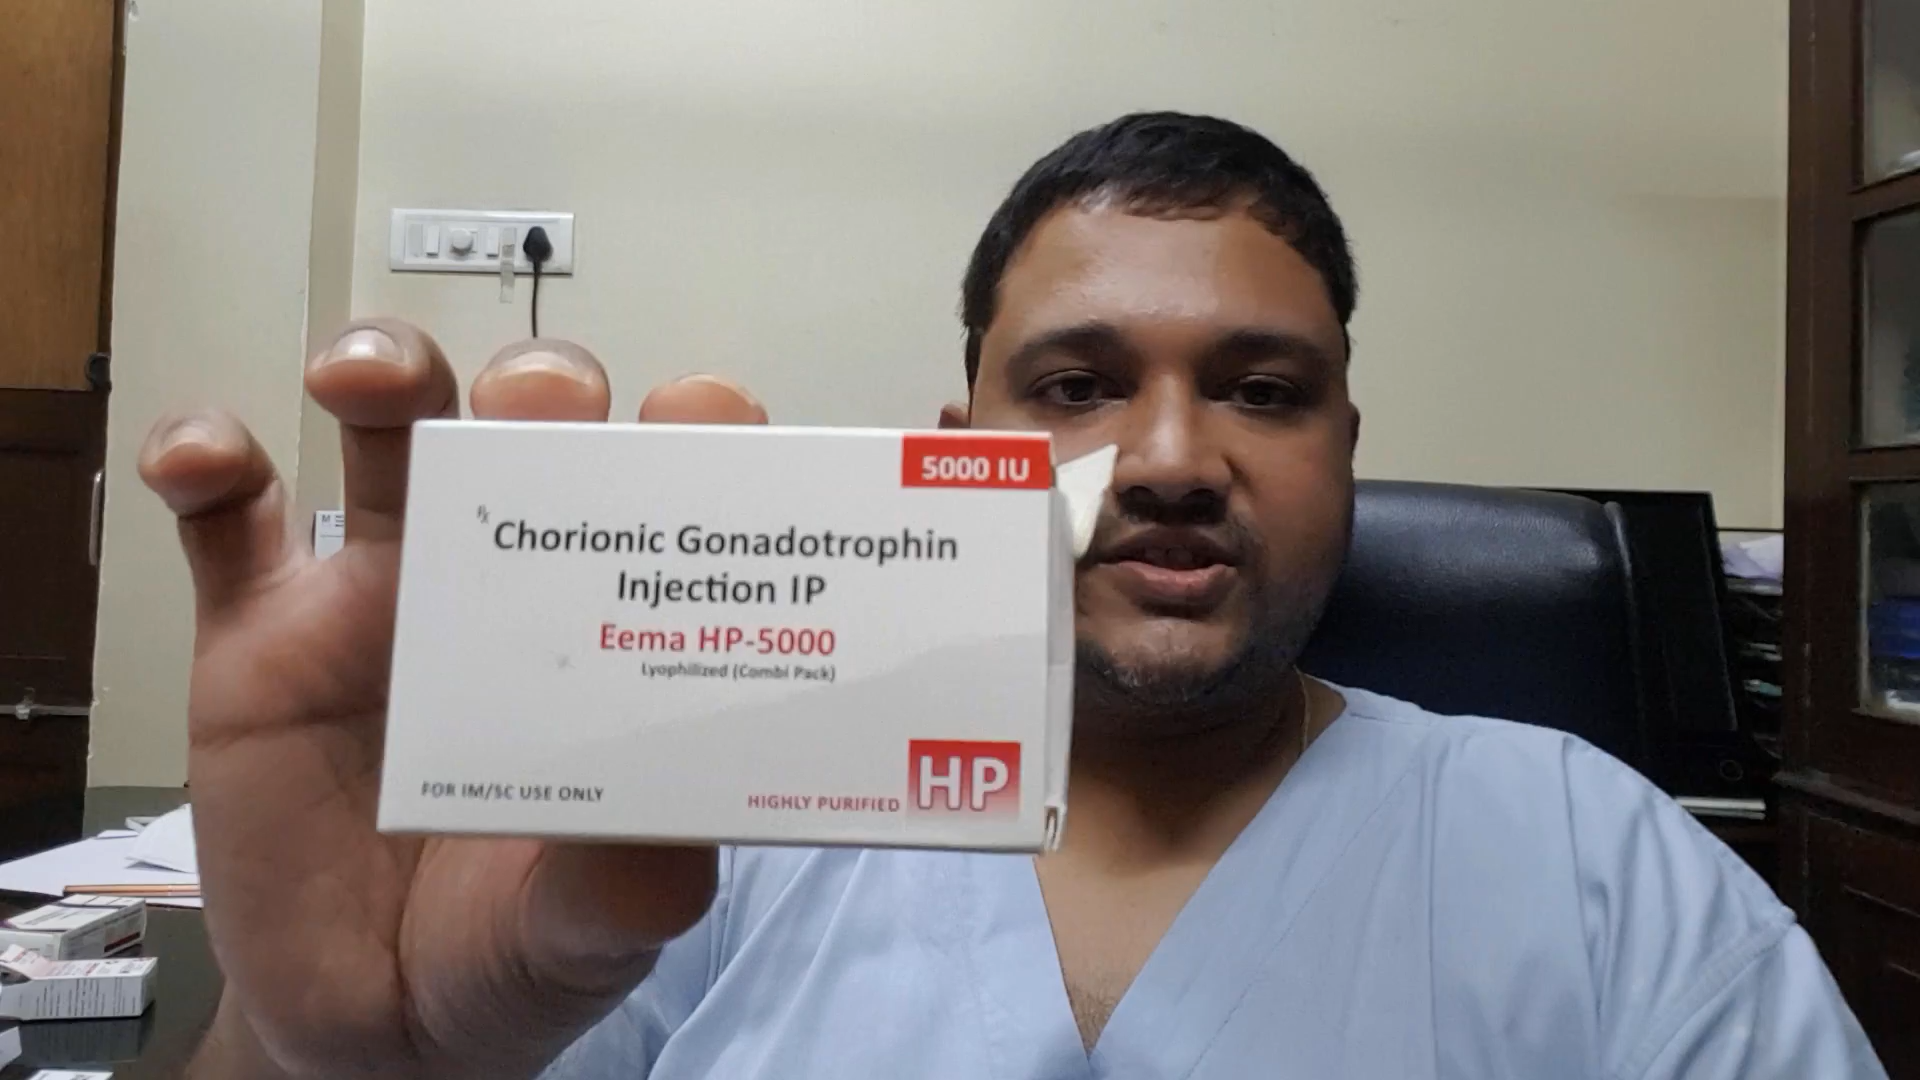 5000 IU
Rx
Chorionic Gonadotrophin
Injection IP
Eema HP-5000
Lyophilized (Combi Pack)
FOR IM/SC USE ONLY
HIGHLY PURIFIED
HP